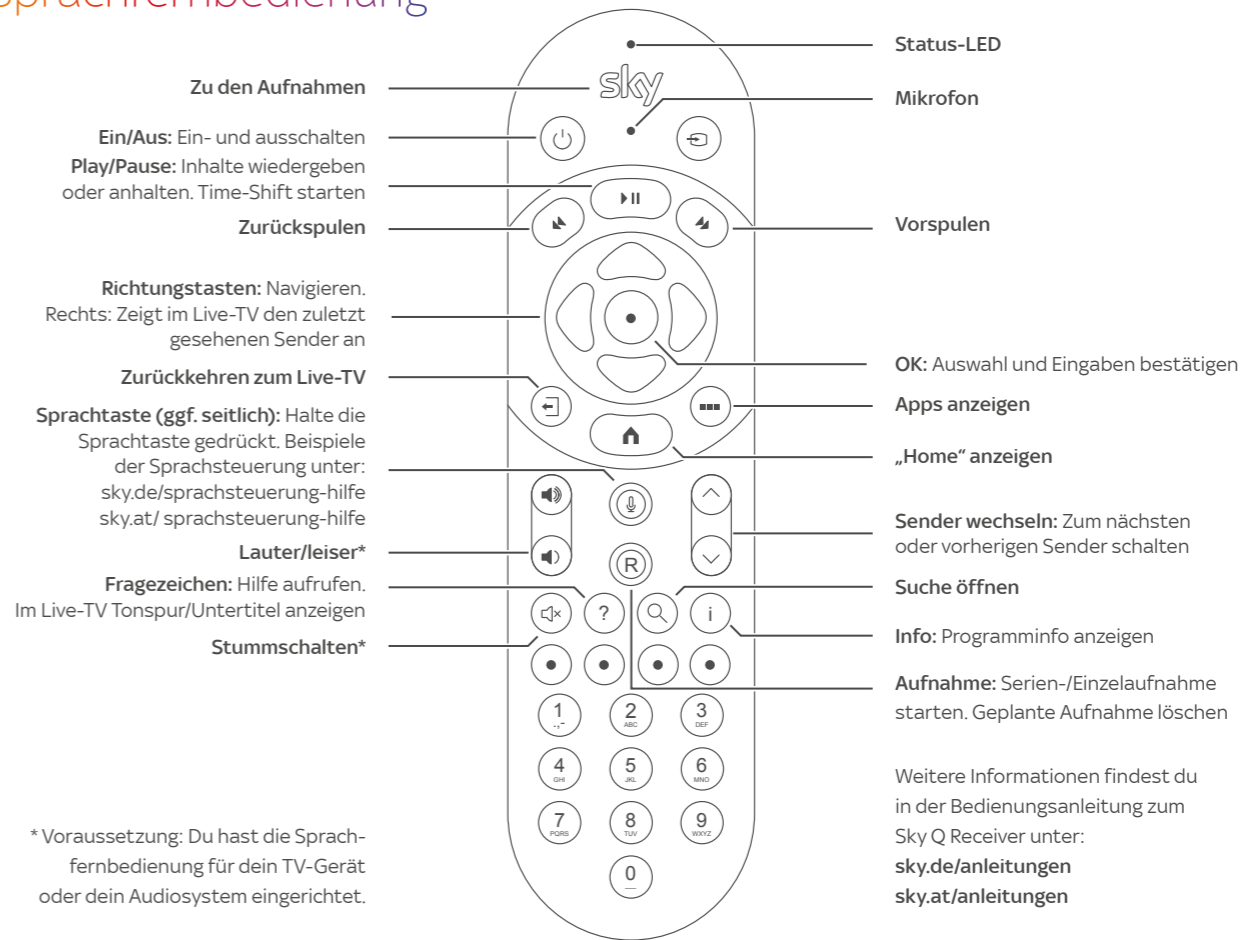 Sprachfernbedienung
Zu den Aufnahmen
Ein/Aus: Ein- und ausschalten
Play/Pause: Inhalte wiedergeben
oder anhalten. Time-Shift starten
Zurückspulen
Richtungstasten: Navigieren.
Rechts: Zeigt im Live-TV den zuletzt
gesehenen Sender an
Zurückkehren zum Live-TV
Sprachtaste (ggf. seitlich): Halte die
Sprachtaste gedrückt. Beispiele
der Sprachsteuerung unter:
sky.de/sprachsteuerung-hilfe
sky.at/ sprachsteuerung-hilfe
Lauter/leiser*
Fragezeichen: Hilfe aufrufen.
Im Live-TV Tonspur/Untertitel anzeigen
Stummschalten*
* Voraussetzung: Du hast die Sprach-
fernbedienung für dein TV-Gerät
oder dein Audiosystem eingerichtet.
sky
R
?
i
1
.,-
2
ABC
3
DEF
4
GHI
5
JKL
6
MNO
7
PQRS
8
TUV
9
WXYZ
0
Status-LED
Mikrofon
Vorspulen
OK: Auswahl und Eingaben bestätigen
Apps anzeigen
„Home“ anzeigen
Sender wechseln: Zum nächsten
oder vorherigen Sender schalten
Suche öffnen
Info: Programminfo anzeigen
Aufnahme: Serien-/Einzelaufnahme
starten. Geplante Aufnahme löschen
Weitere Informationen findest du
in der Bedienungsanleitung zum
Sky Q Receiver unter:
sky.de/anleitungen
sky.at/anleitungen